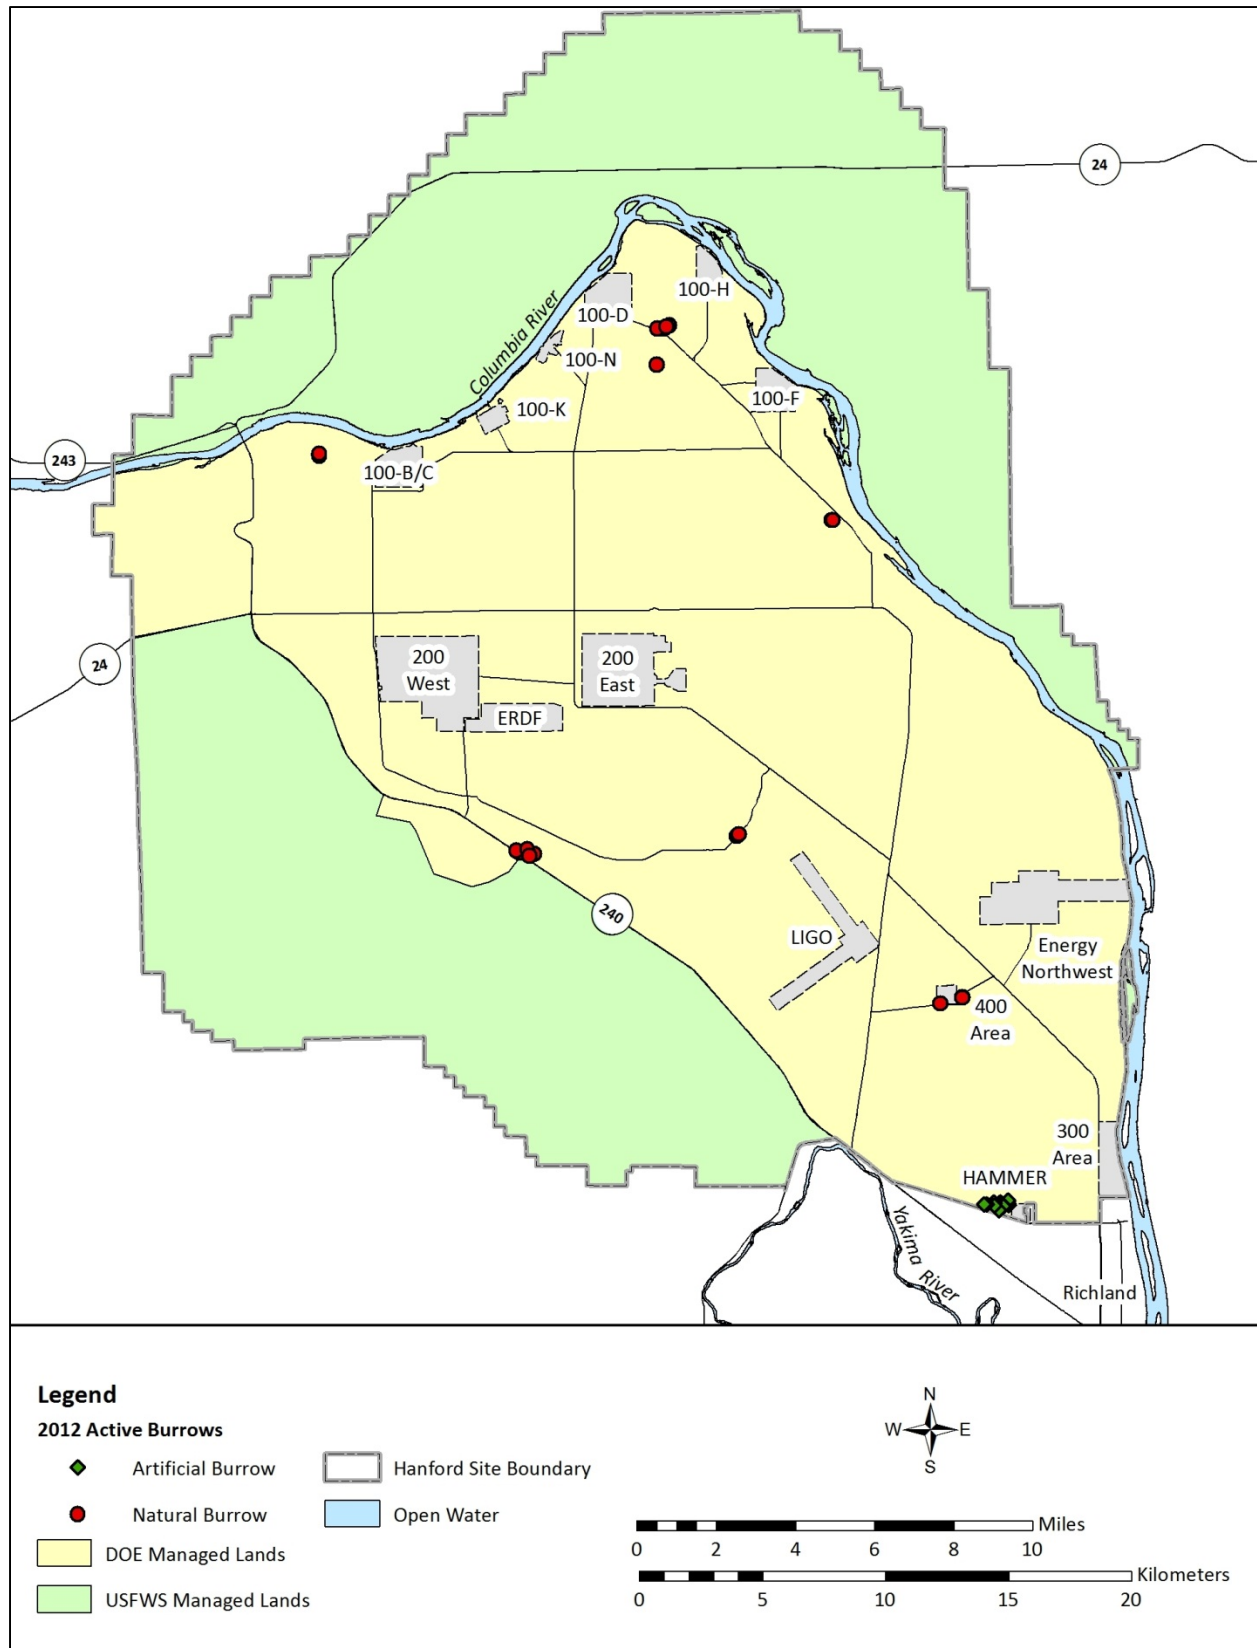 24
100-H
100-D
Columbia River
100-N
100-F
100-K
243
100-B/C
24
200
West
200
East
ERDF
240
LIGO
Energy
Northwest
400
Area
300
Area
HAMMER
Yakima
River
Richland
Legend
2012 Active Burrows
Artificial Burrow
Natural Burrow
DOE Managed Lands
USFWS Managed Lands
Hanford Site Boundary
Open Water
N
W E
S
Miles
0 2 4 6 8 10
Kilometers
0 5 10 15 20